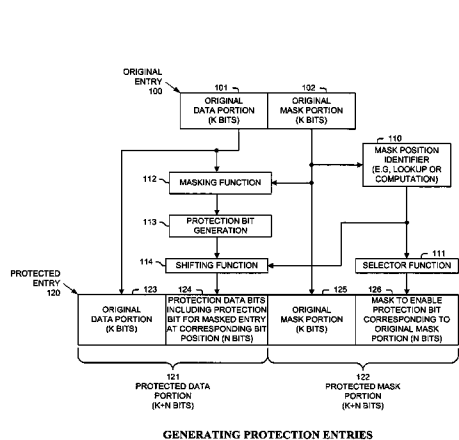 ORIGINAL
ENTRY
100
101
102
ORIGINAL
DATA PORTION
(K BITS)
ORIGINAL
MASK PORTION
(K BITS)
110
MASK POSITION
IDENTIFIER
(E.G, LOOKUP OR
COMPUTATION)
112
MASKING FUNCTION
113
PROTECTION BIT
GENERATION
114
SHIFTING FUNCTION
111
SELECTOR FUNCTION
PROTECTED
ENTRY
120
123
ORIGINAL
DATA PORTION
(K BITS)
124
PROTECTION DATA BITS
INCLUDING PROTECTION
BIT FOR MASKED ENTRY
AT CORRESPONDING BIT
POSITION (N BITS)
125
ORIGINAL
MASK PORTION
(K BITS)
126
MASK TO ENABLE
PROTECTION BIT
CORRESPONDING TO
ORIGINAL MASK
PORTION (N BITS)
121
PROTECTED DATA
PORTION
(K+N BITS)
122
PROTECTED MASK
PORTION
(K+N BITS)
GENERATING PROTECTION ENTRIES